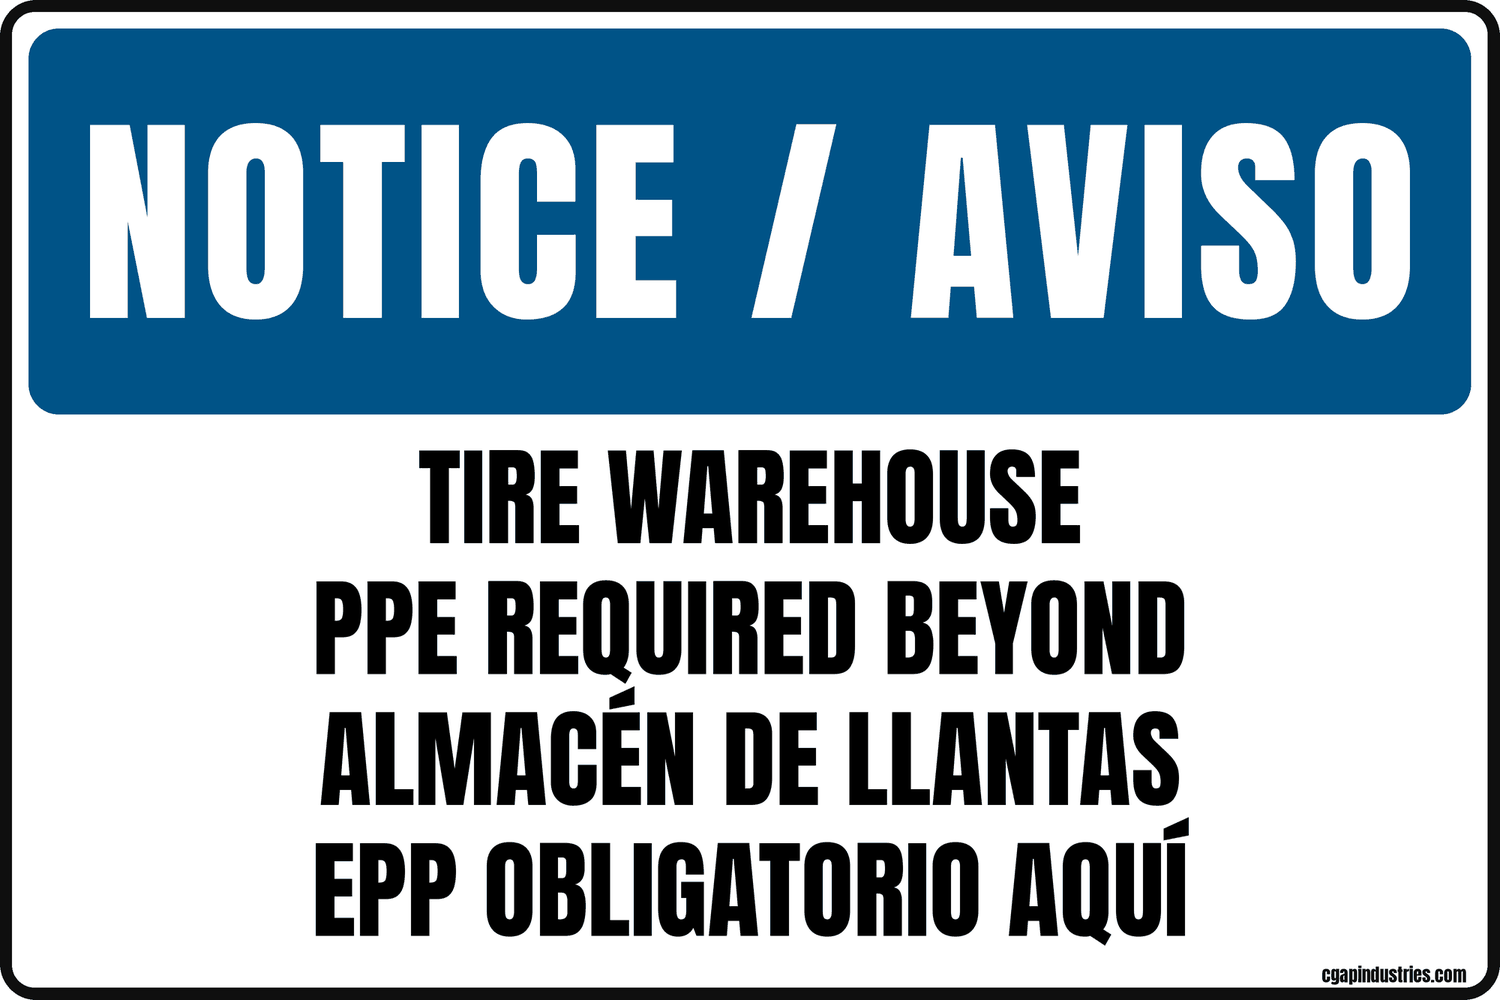 NOTICE / AVISO
TIRE WAREHOUSE
PPE REQUIRED BEYOND
ALMACÉN DE LLANTAS
EPP OBLIGATORIO AQUÍ
cgapindustries.com